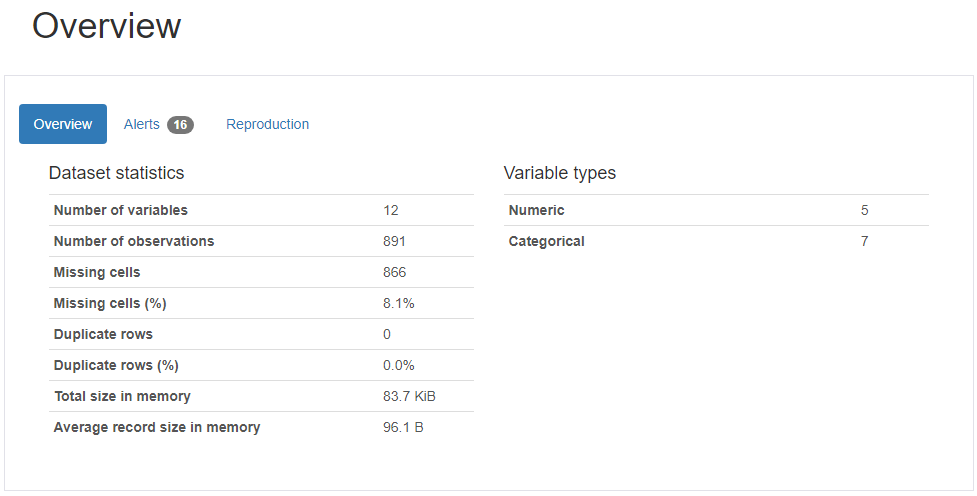 Overview
Overview Alerts 16 Reproduction
Dataset statistics
Number of variables 12
Number of observations 891
Missing cells 866
Missing cells (%) 8.1%
Duplicate rows 0
Duplicate rows (%) 0.0%
Total size in memory 83.7 KiB
Average record size in memory 96.1 B
Variable types
Numeric 5
Categorical 7